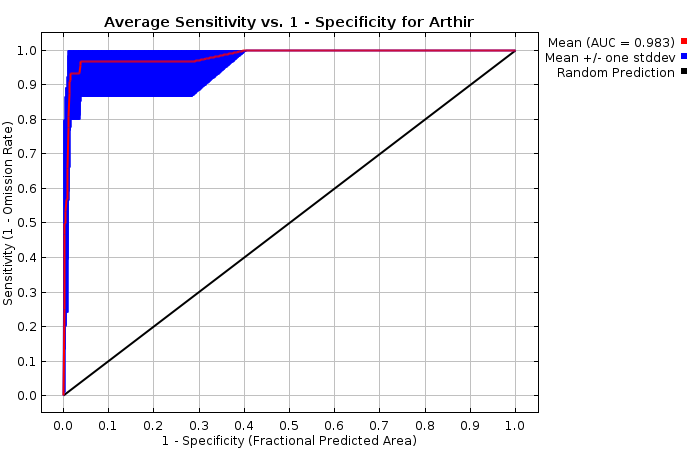 Average Sensitivity vs. 1 - Specificity for Arthir
Mean (AUC = 0.983)
Mean +/- one stddev
Random Prediction
Sensitivity (1 - Omission Rate)
1.0
0.9
0.8
0.7
0.6
0.5
0.4
0.3
0.2
0.1
0.0
0.0 0.1 0.2 0.3 0.4 0.5 0.6 0.7 0.8 0.9 1.0
1 - Specificity (Fractional Predicted Area)